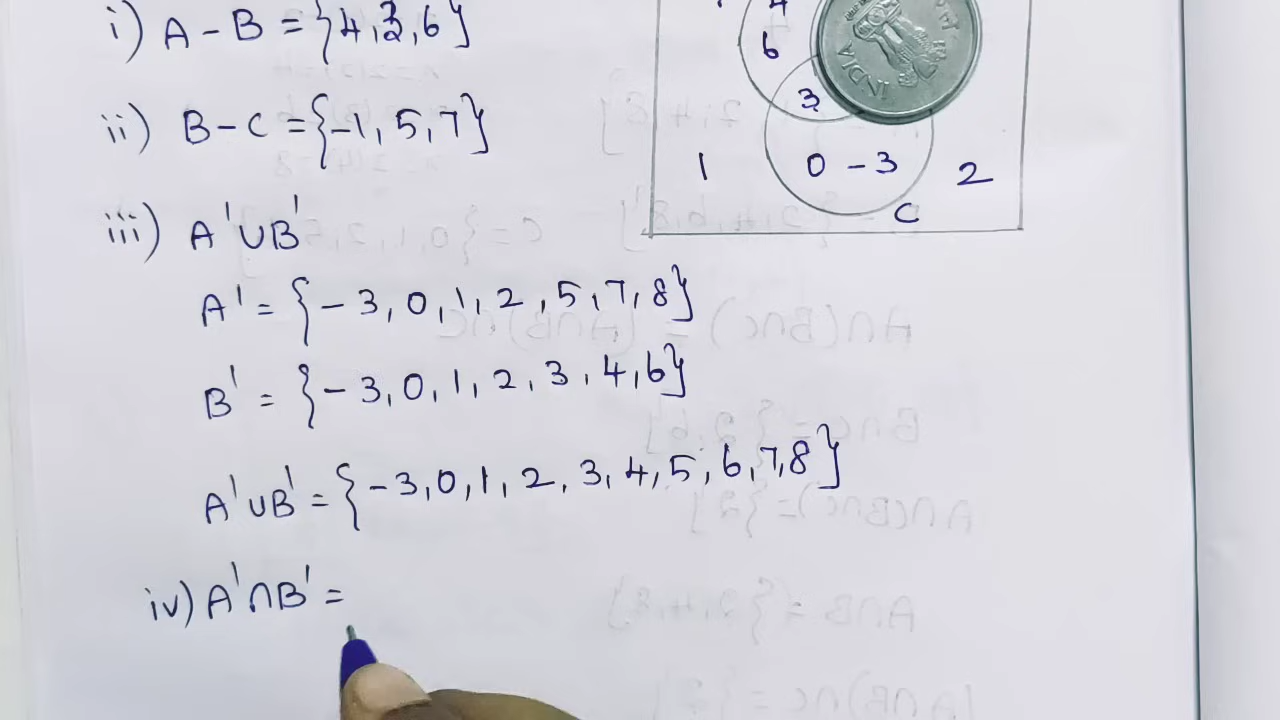 i) A - B = {4, 3, 6}
ii) B - C = {-1, 5, 7}
iii) A' ∪ B'
A' = {-3, 0, 1, 2, 5, 7, 8}
B' = {-3, 0, 1, 2, 3, 4, 6}
A' ∪ B' = {-3, 0, 1, 2, 3, 4, 5, 6, 7, 8}
iv) A' ∩ B' =
4
6
INDIA
3
1
0 -3
2
C